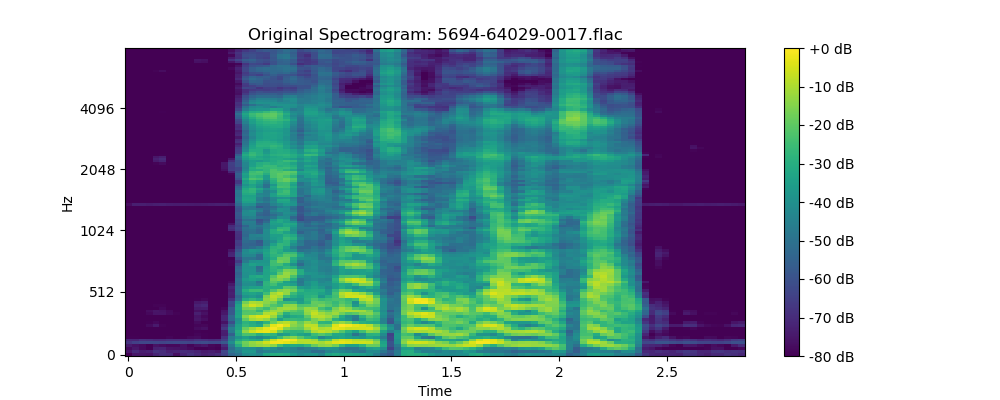 Original Spectrogram: 5694-64029-0017.flac
Hz
4096
2048
1024
512
0
0
0.5
1
1.5
2
2.5
Time
+0 dB
-10 dB
-20 dB
-30 dB
-40 dB
-50 dB
-60 dB
-70 dB
-80 dB